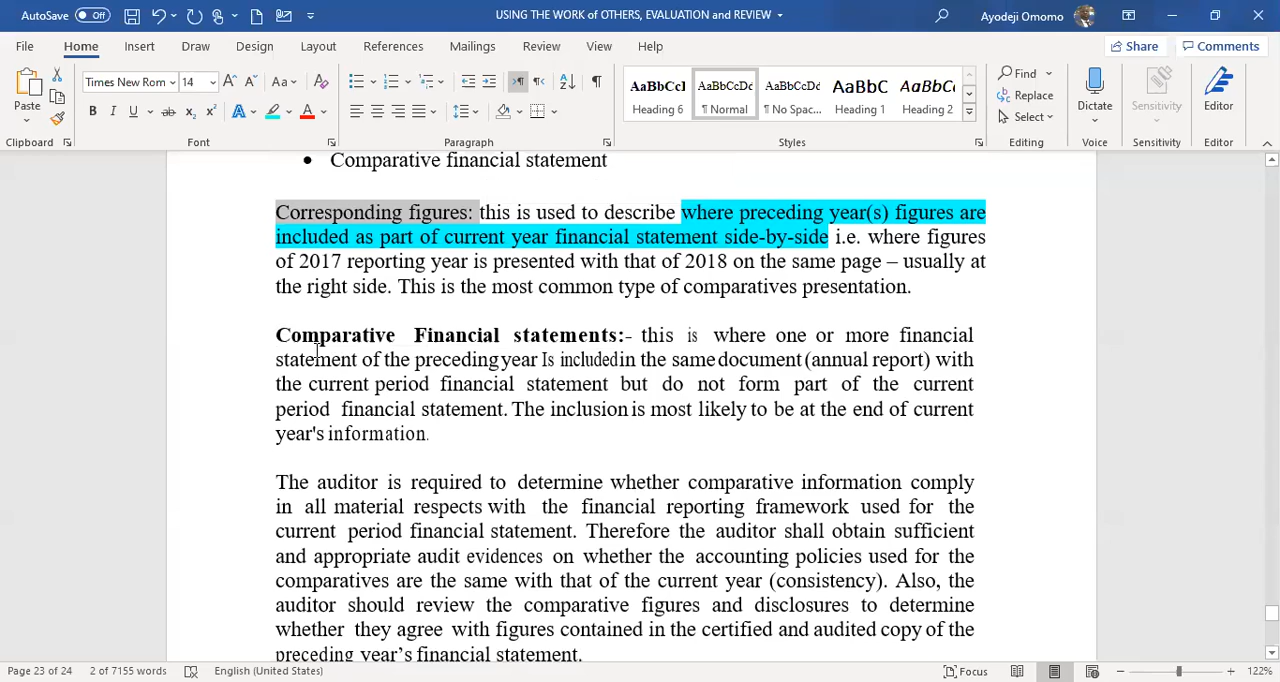 AutoSave Off USING THE WORK of OTHERS, EVALUATION and REVIEW Ayodeji Omomo
File Home Insert Draw Design Layout References Mailings Review View Help Share Comments
Paste Times New Rom 14 Aa AaBbCcI AaBbCcDc AaBbCcDc AaBbC AaBbC Find Replace Select Dictate Sensitivity Editor
Heading 6 ¶ Normal ¶ No Spac... Heading 1 Heading 2
Clipboard Font Paragraph Styles Editing Voice Sensitivity Editor
• Comparative financial statement
Corresponding figures: this is used to describe where preceding year(s) figures are
included as part of current year financial statement side-by-side i.e. where figures
of 2017 reporting year is presented with that of 2018 on the same page – usually at
the right side. This is the most common type of comparatives presentation.
Comparative Financial statements:- this is where one or more financial
statement of the preceding year Is included in the same document (annual report) with
the current period financial statement but do not form part of the current
period financial statement. The inclusion is most likely to be at the end of current
year's information.
The auditor is required to determine whether comparative information comply
in all material respects with the financial reporting framework used for the
current period financial statement. Therefore the auditor shall obtain sufficient
and appropriate audit evidences on whether the accounting policies used for the
comparatives are the same with that of the current year (consistency). Also, the
auditor should review the comparative figures and disclosures to determine
whether they agree with figures contained in the certified and audited copy of the
preceding year's financial statement.
Page 23 of 24 2 of 7155 words English (United States) Focus 122%